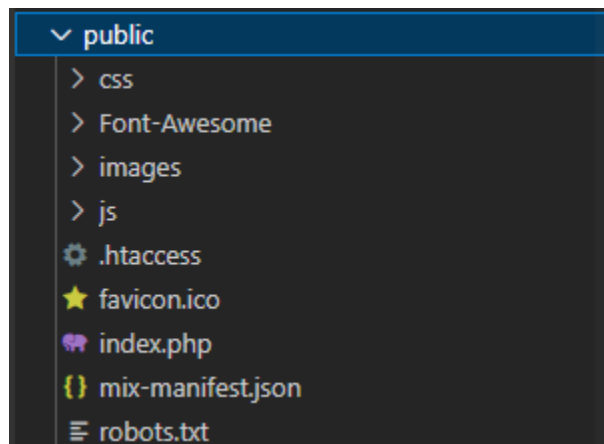 public
css
Font-Awesome
images
js
.htaccess
favicon.ico
index.php
{} mix-manifest.json
robots.txt